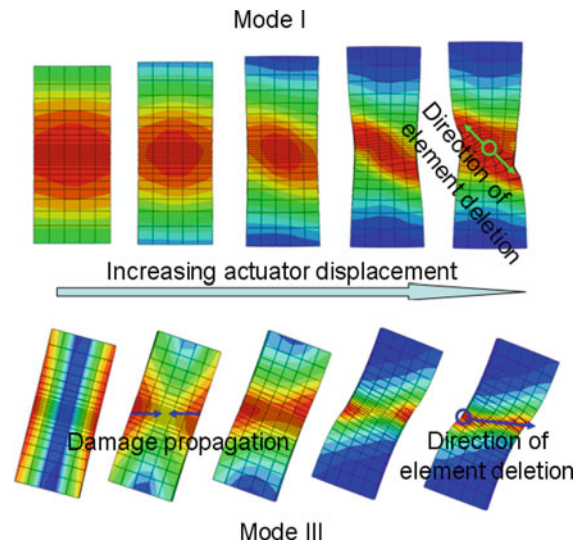 Mode I
Direction of
element deletion
Increasing actuator displacement
Damage propagation
Direction of
element deletion
Mode III